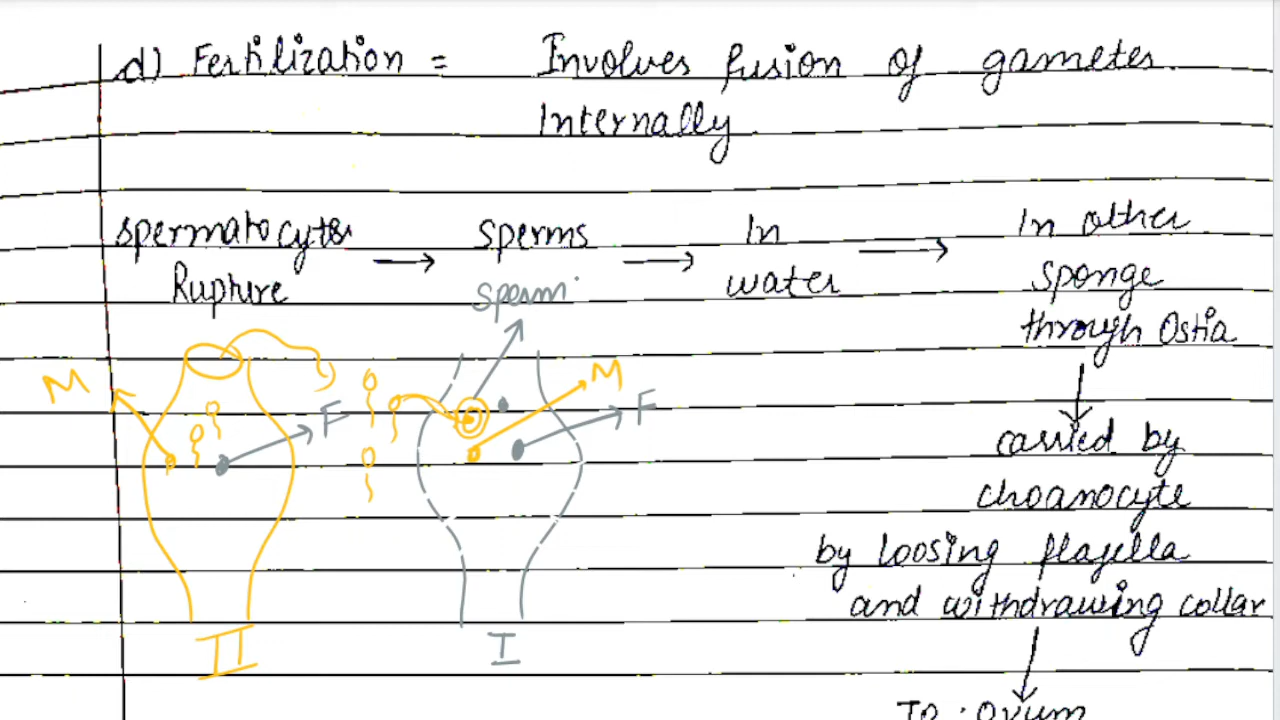 d) Fertilization = Involves fusion of gametes.
Internally.
spermatocytes → sperms → In → In other
Rupture water sponge
sperm through Ostia
M M
F F
carried by
choanocyte
by loosing flagella
and withdrawing collar
II I
To : Ovum